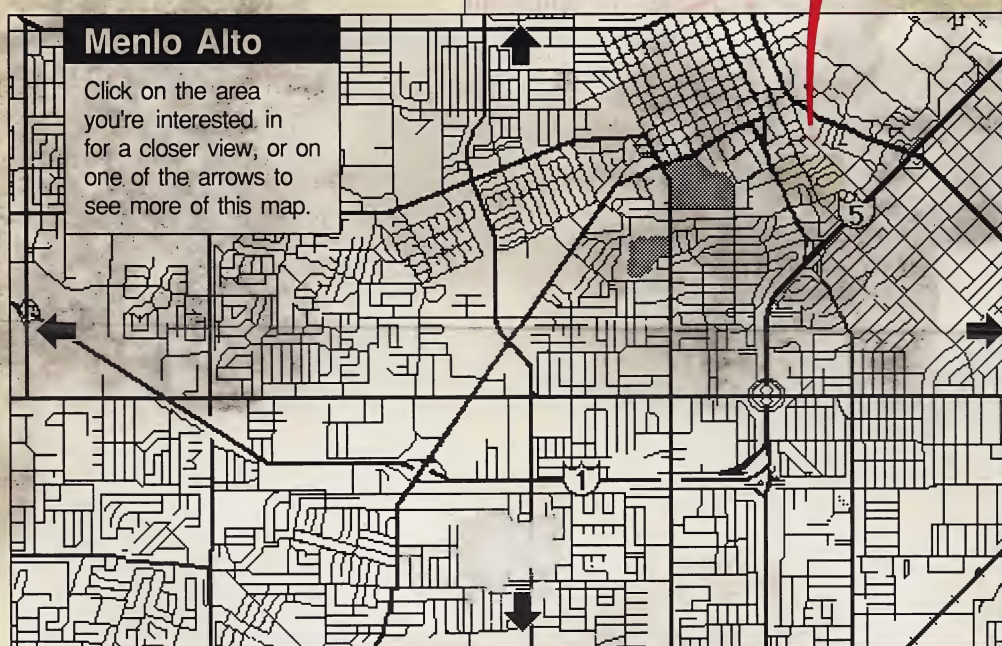 Menlo Alto
Click on the area
you're interested in
for a closer view, or on
one of the arrows to
see more of this map.
5
1